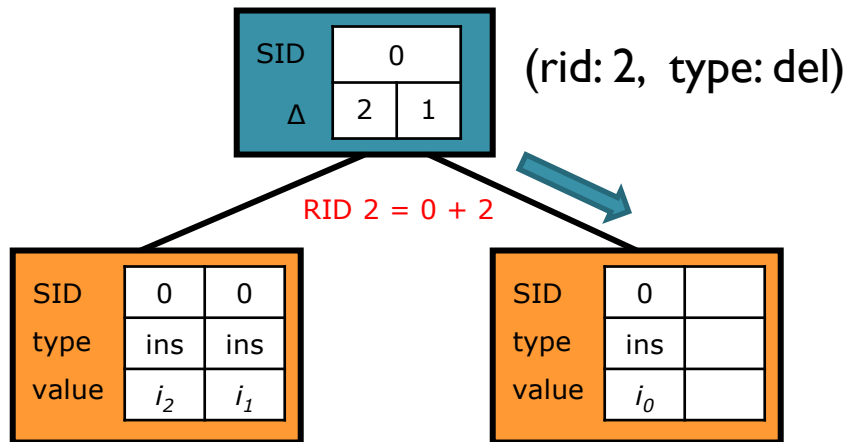 SID 0
(rid: 2, type: del)
Δ 2 1
RID 2 = 0 + 2
SID 0 0
type ins ins
value i₂ i₁
SID 0
type ins
value i₀